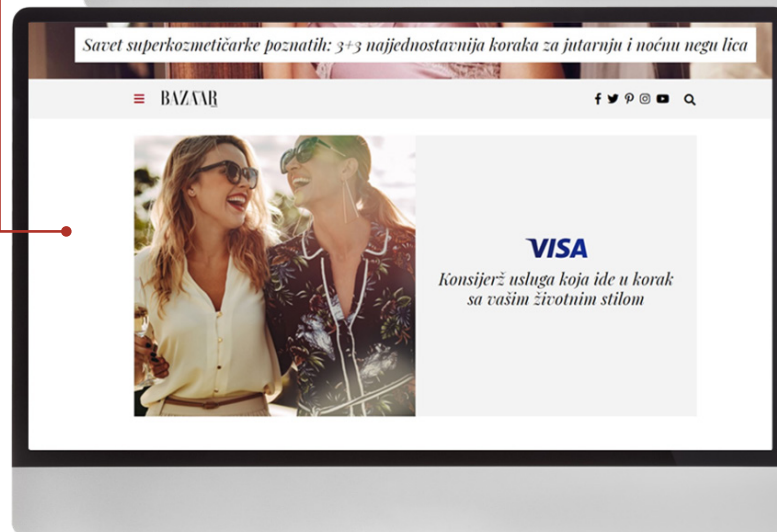 Savet superkozmetičarke poznatih: 3+3 najjednostavnija koraka za jutarnju i noćnu negu lica
BAZAAR
VISA
Konsijerž usluga koja ide u korak
sa vašim životnim stilom